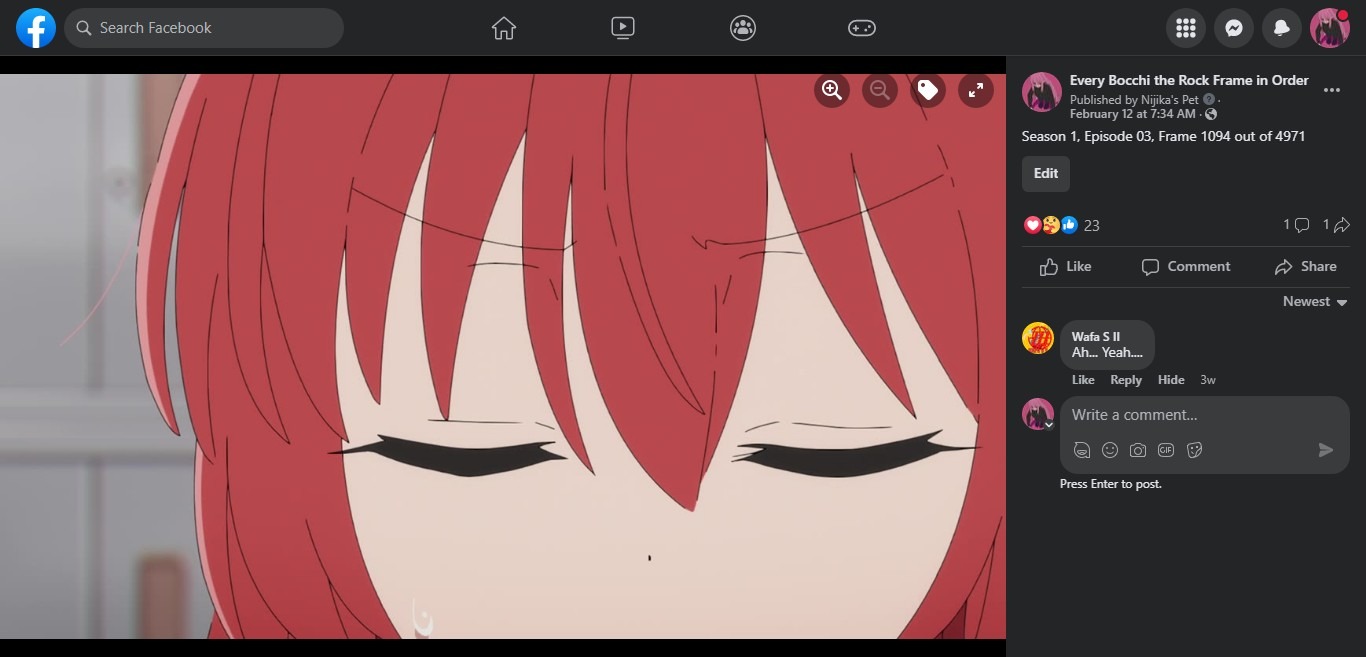 Search Facebook
Every Bocchi the Rock Frame in Order
Published by Nijika's Pet ·
February 12 at 7:34 AM ·
Season 1, Episode 03, Frame 1094 out of 4971
Edit
23
1
1
Like
Comment
Share
Newest
Wafa S II
Ah... Yeah....
Like Reply Hide 3w
Write a comment...
GIF
Press Enter to post.